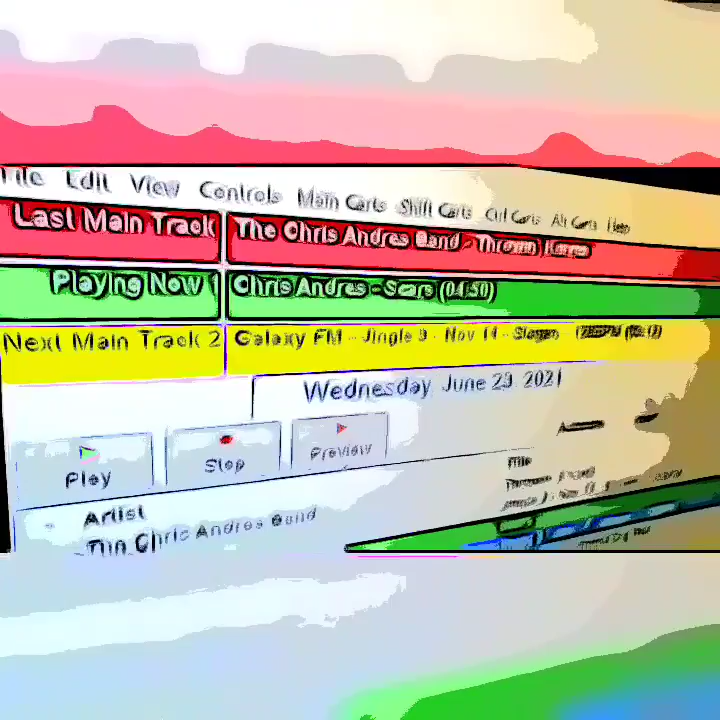 File Edit View Controls Main Carts Shift Carts Ctrl Carts Alt Carts Help
Last Main Track The Chris Andres Band - Thrown
Playing Now 1 Chris Andres - Scars (04:50)
Next Main Track 2 Galaxy FM - Jingle 3 - Nov 14 -
Wednesday June 23 2021
Play Stop Preview
Title
Artist
The Chris Andres Band